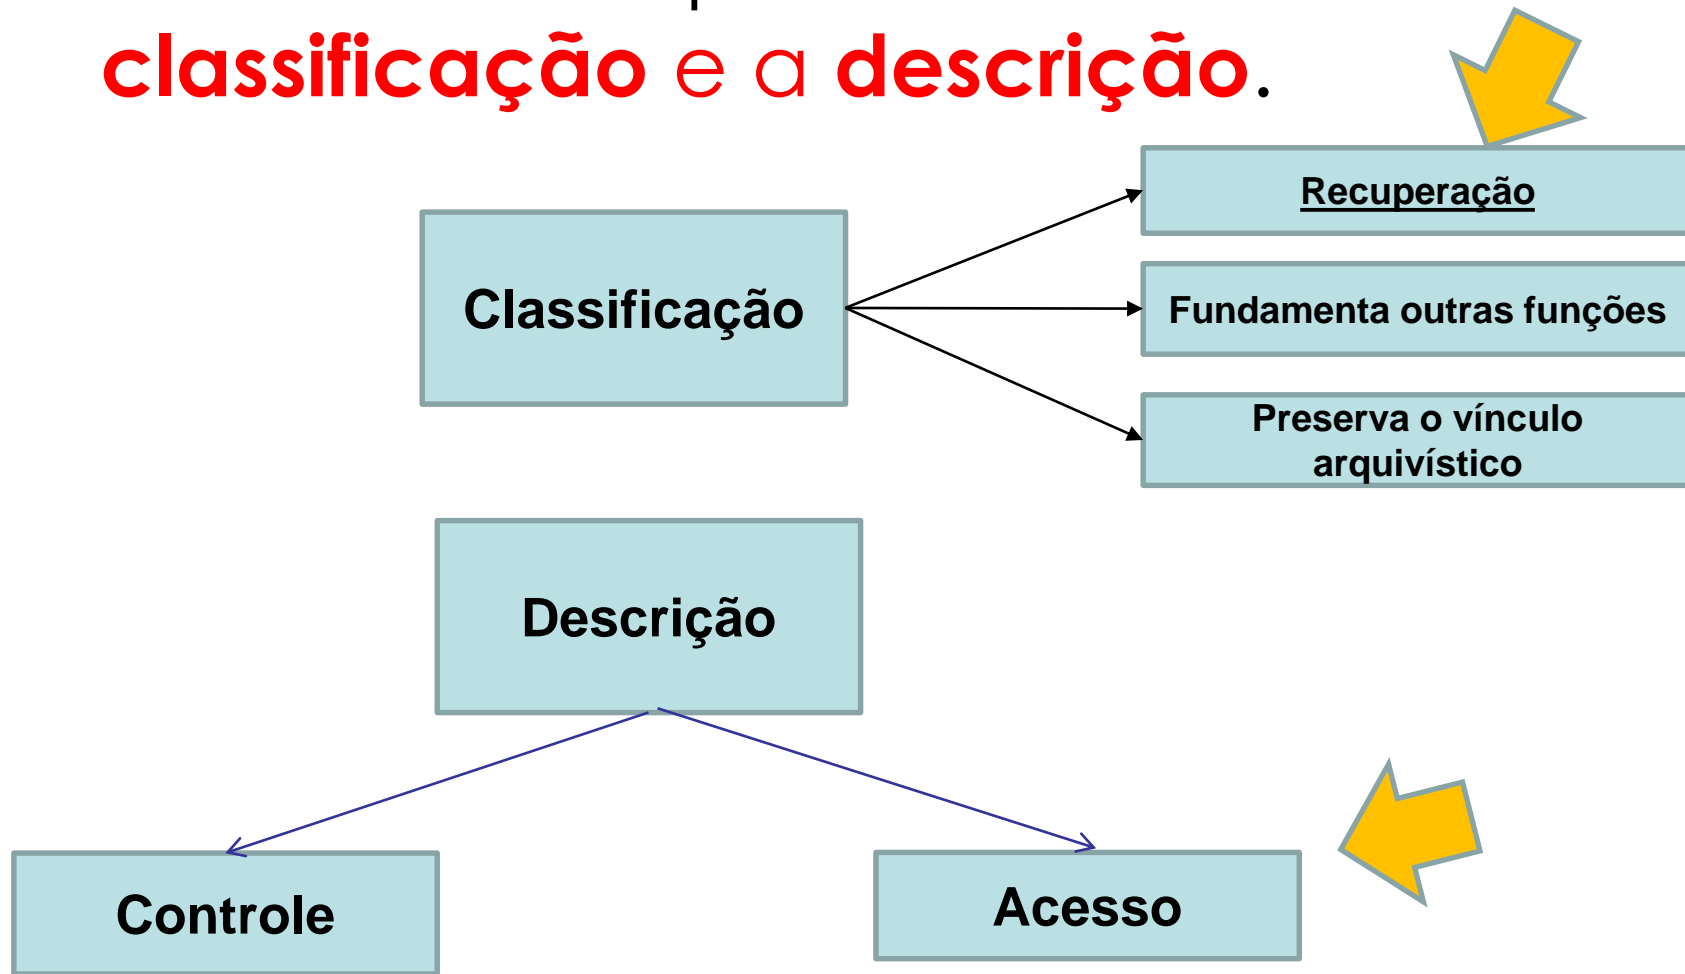 classificação e a descrição.
Recuperação
Classificação
Fundamenta outras funções
Preserva o vínculo
arquivístico
Descrição
Controle
Acesso